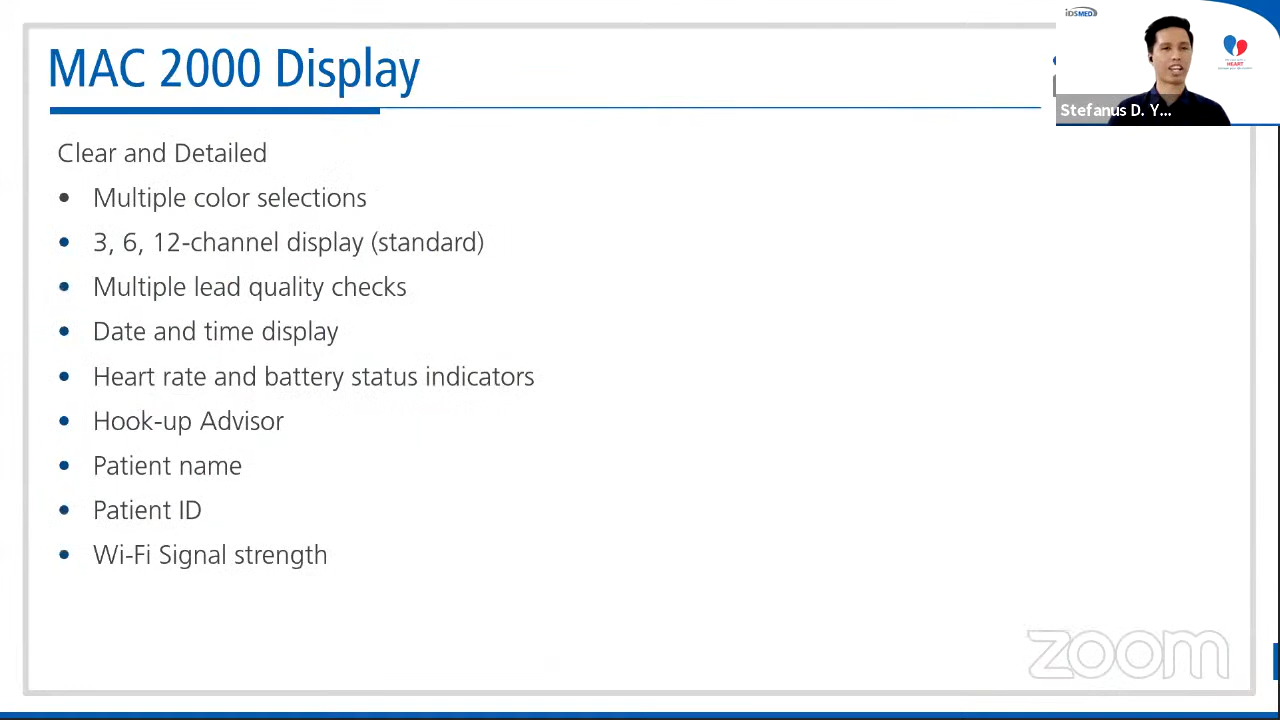 MAC 2000 Display
iDSMED
HEART
Stefanus D. Y...
Clear and Detailed
• Multiple color selections
• 3, 6, 12-channel display (standard)
• Multiple lead quality checks
• Date and time display
• Heart rate and battery status indicators
• Hook-up Advisor
• Patient name
• Patient ID
• Wi-Fi Signal strength
zoom